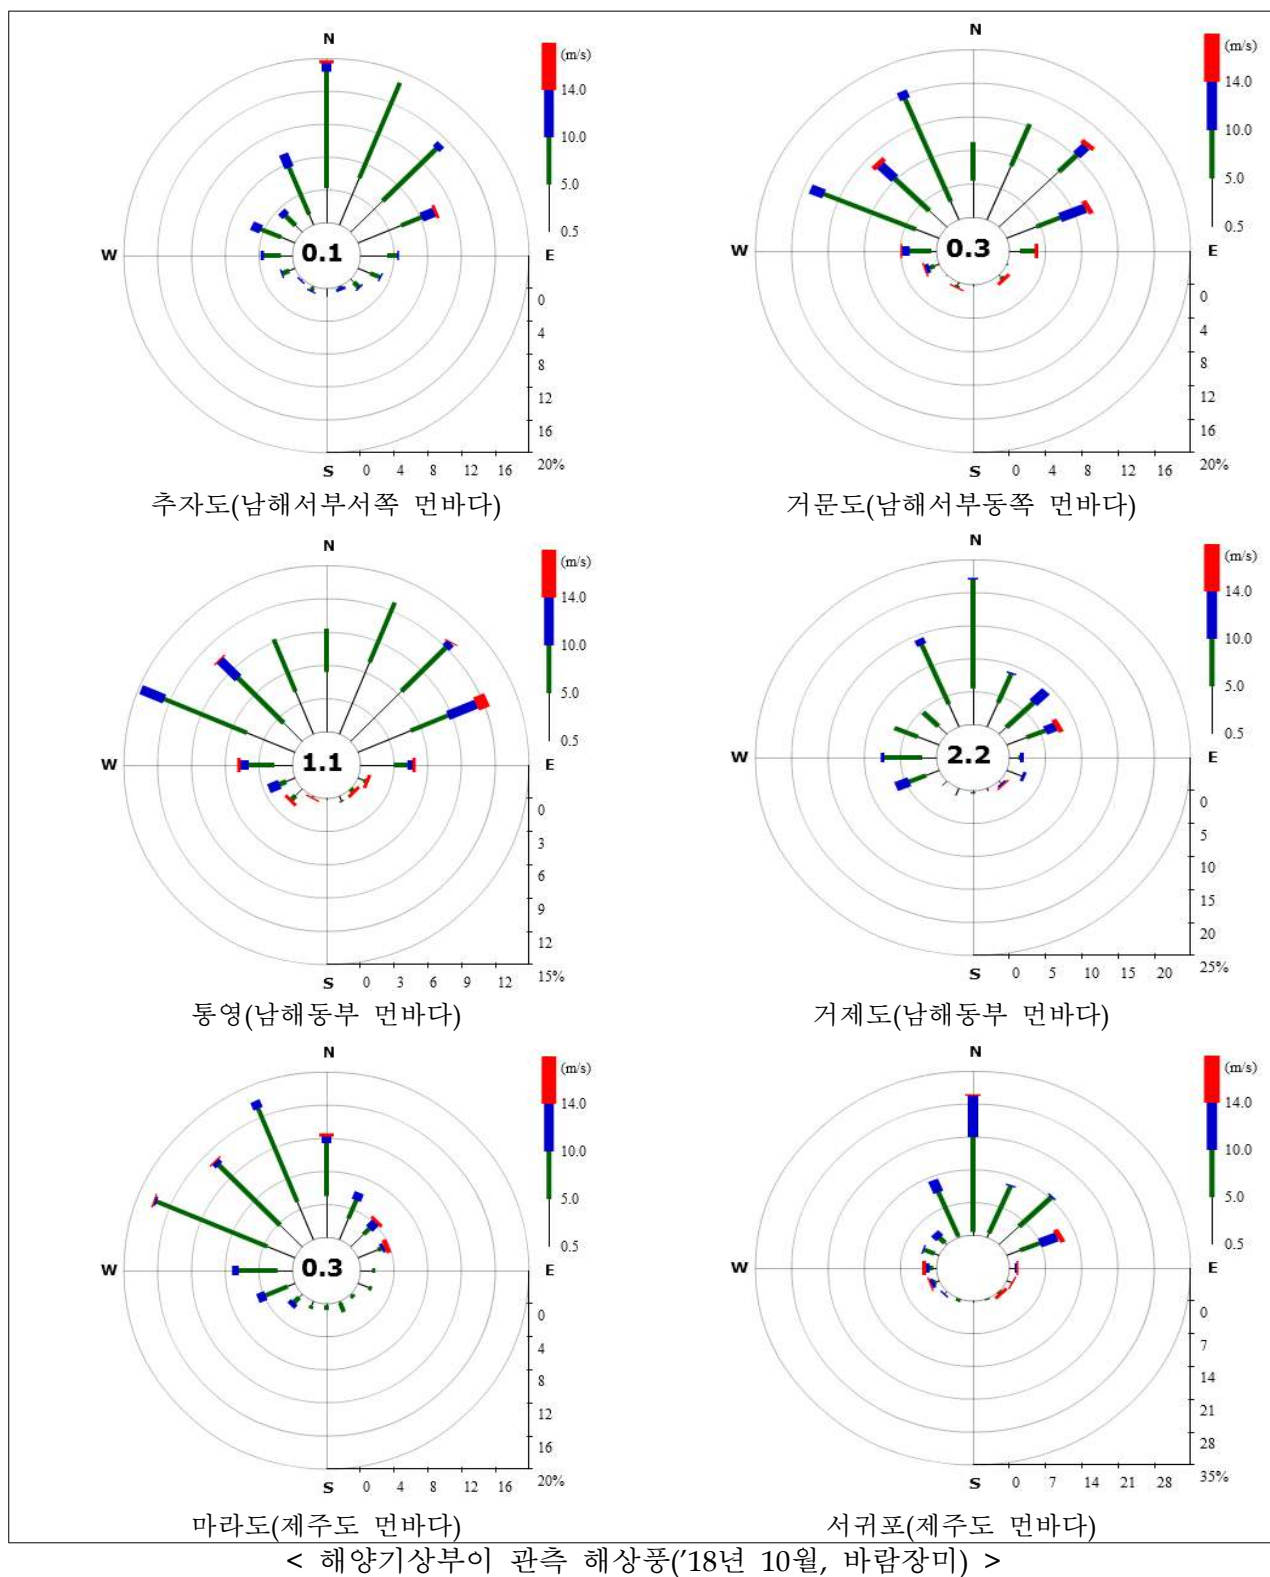 N
(m/s)
14.0
10.0
5.0
0.5
W
0.1
E
0
4
8
12
16
20%
S 0 4 8 12 16
추자도(남해서부서쪽 먼바다)
N
(m/s)
14.0
10.0
5.0
0.5
W
0.3
E
0
4
8
12
16
20%
S 0 4 8 12 16
거문도(남해서부동쪽 먼바다)
N
(m/s)
14.0
10.0
5.0
0.5
W
1.1
E
0
3
6
9
12
15%
S 0 3 6 9 12
통영(남해동부 먼바다)
N
(m/s)
14.0
10.0
5.0
0.5
W
2.2
E
0
5
10
15
20
25%
S 0 5 10 15 20
거제도(남해동부 먼바다)
N
(m/s)
14.0
10.0
5.0
0.5
W
0.3
E
0
4
8
12
16
20%
S 0 4 8 12 16
마라도(제주도 먼바다)
N
(m/s)
14.0
10.0
5.0
0.5
W
E
0
7
14
21
28
35%
S 0 7 14 21 28
서귀포(제주도 먼바다)
< 해양기상부이 관측 해상풍('18년 10월, 바람장미) >